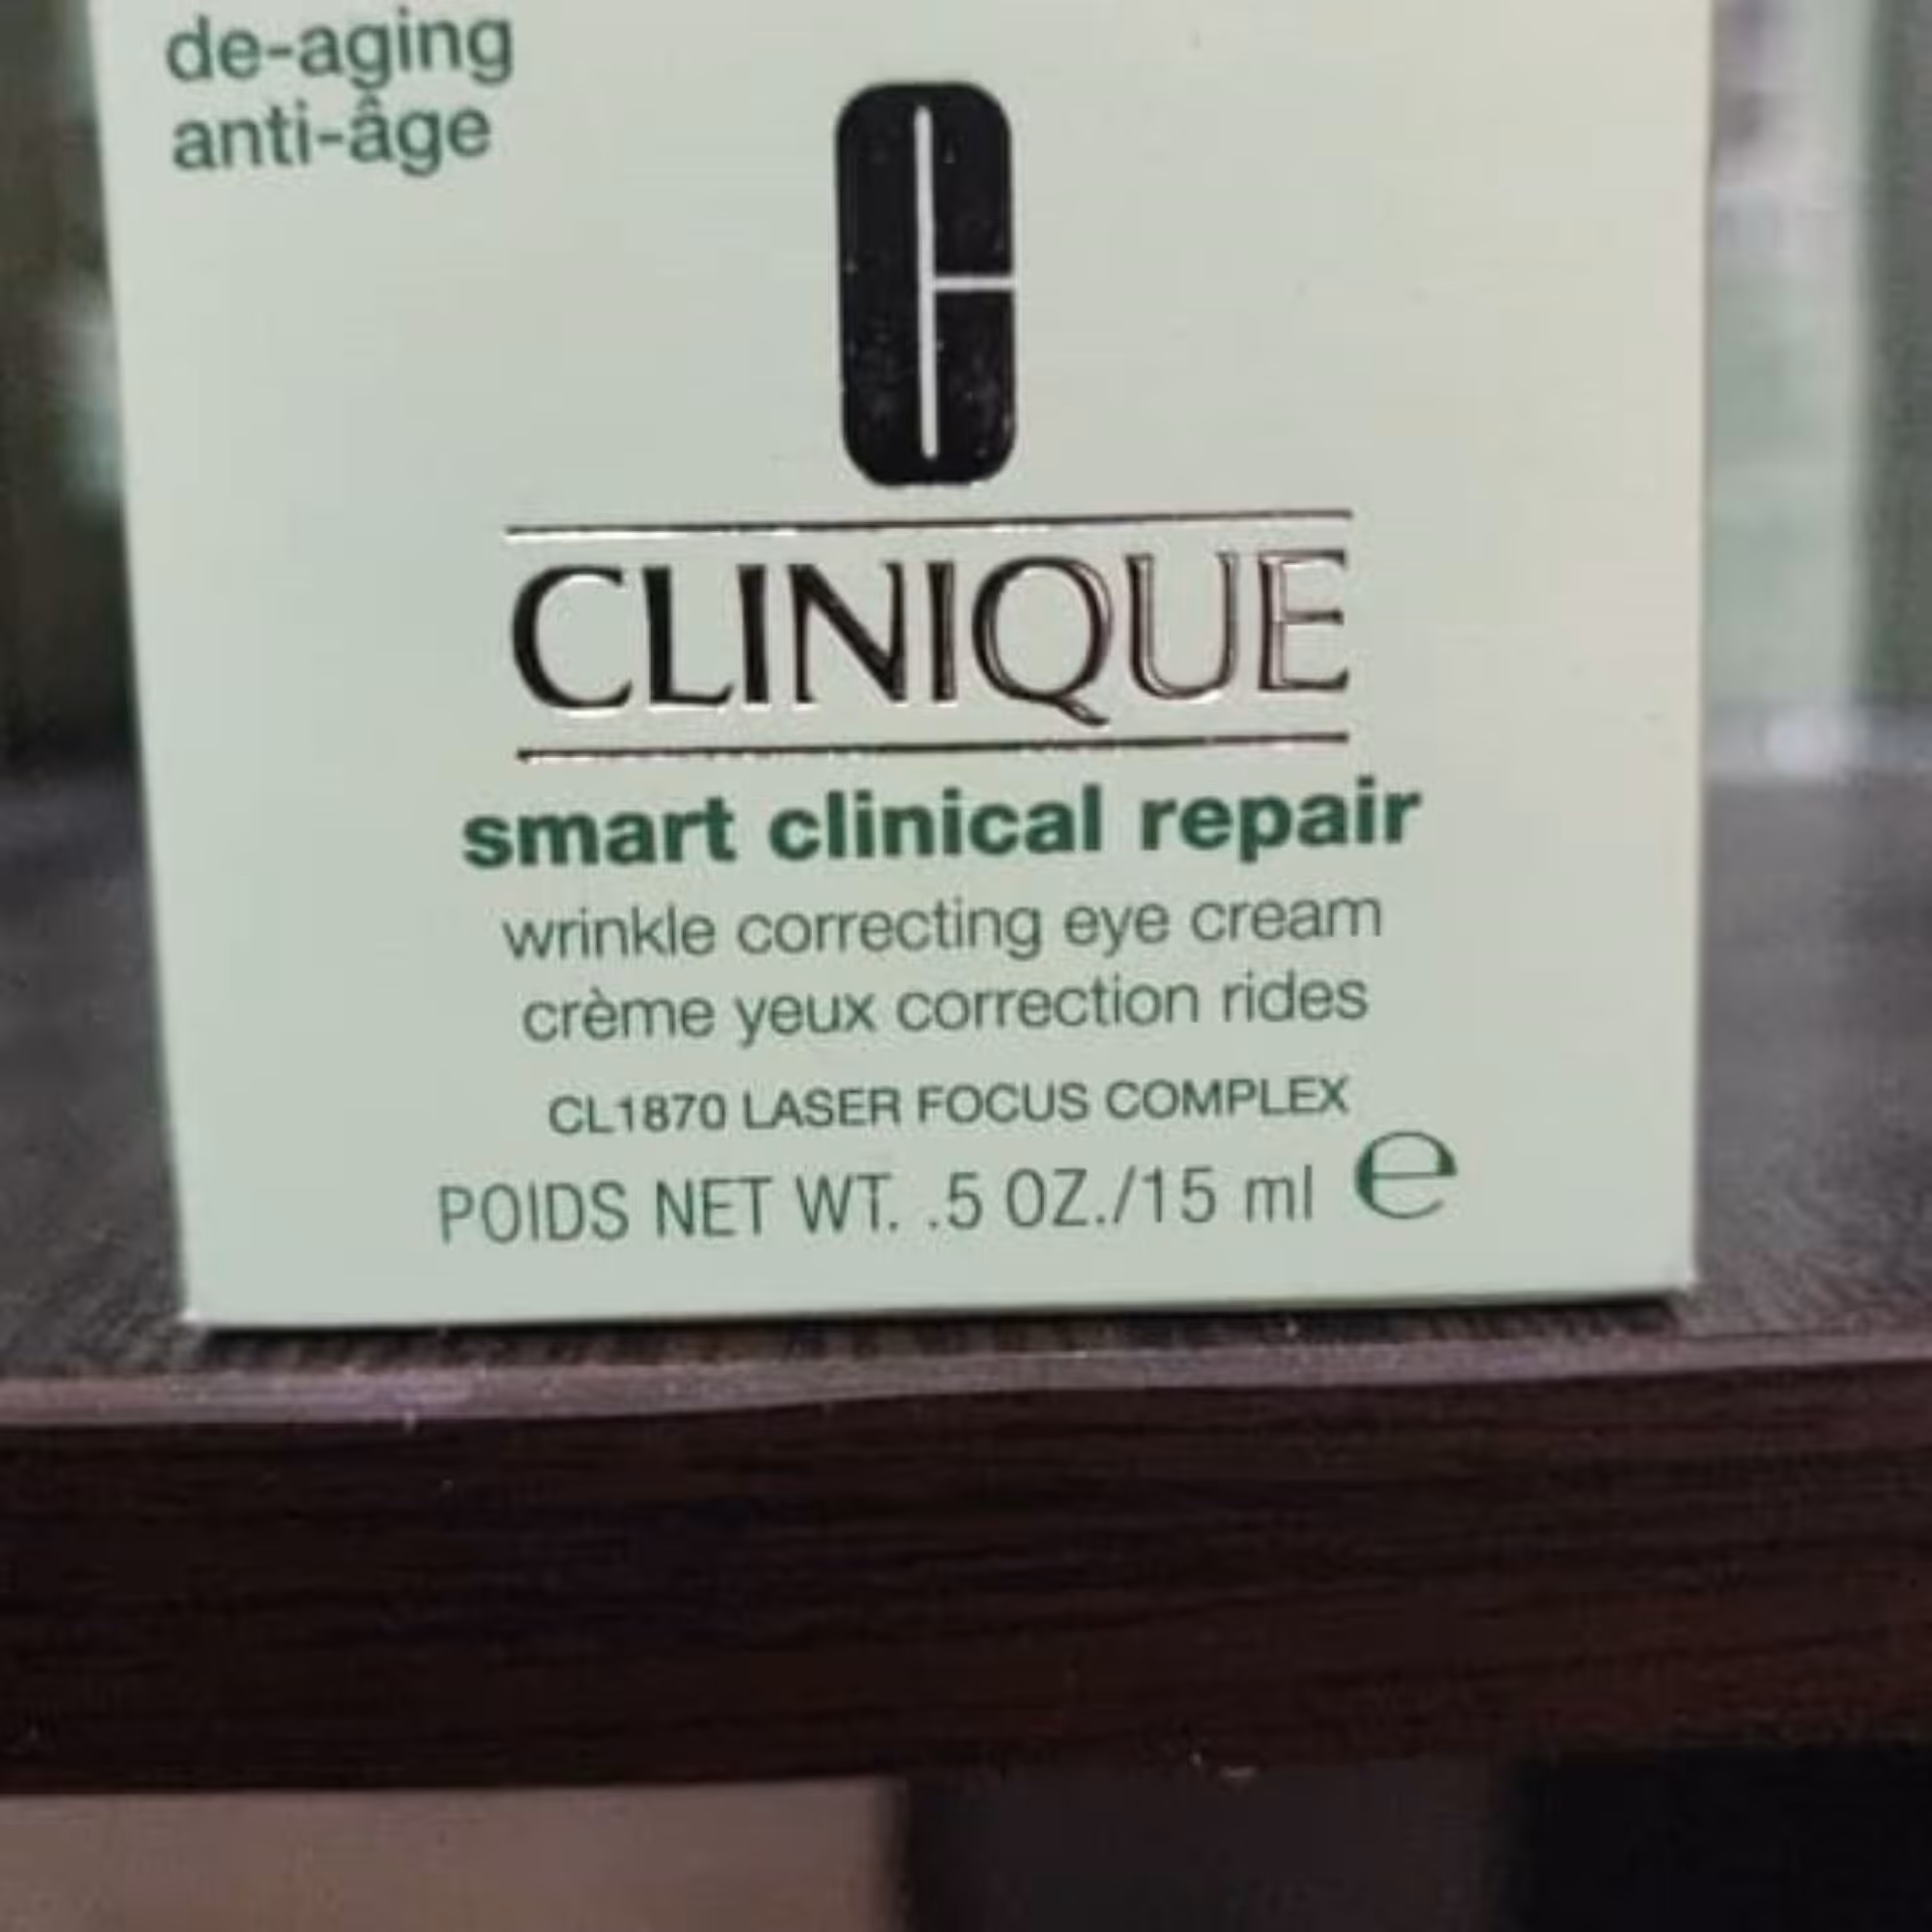 de-aging
anti-âge
CLINIQUE
smart clinical repair
wrinkle correcting eye cream
crème yeux correction rides
CL1870 LASER FOCUS COMPLEX
POIDS NET WT. .5 OZ./15 ml ℮